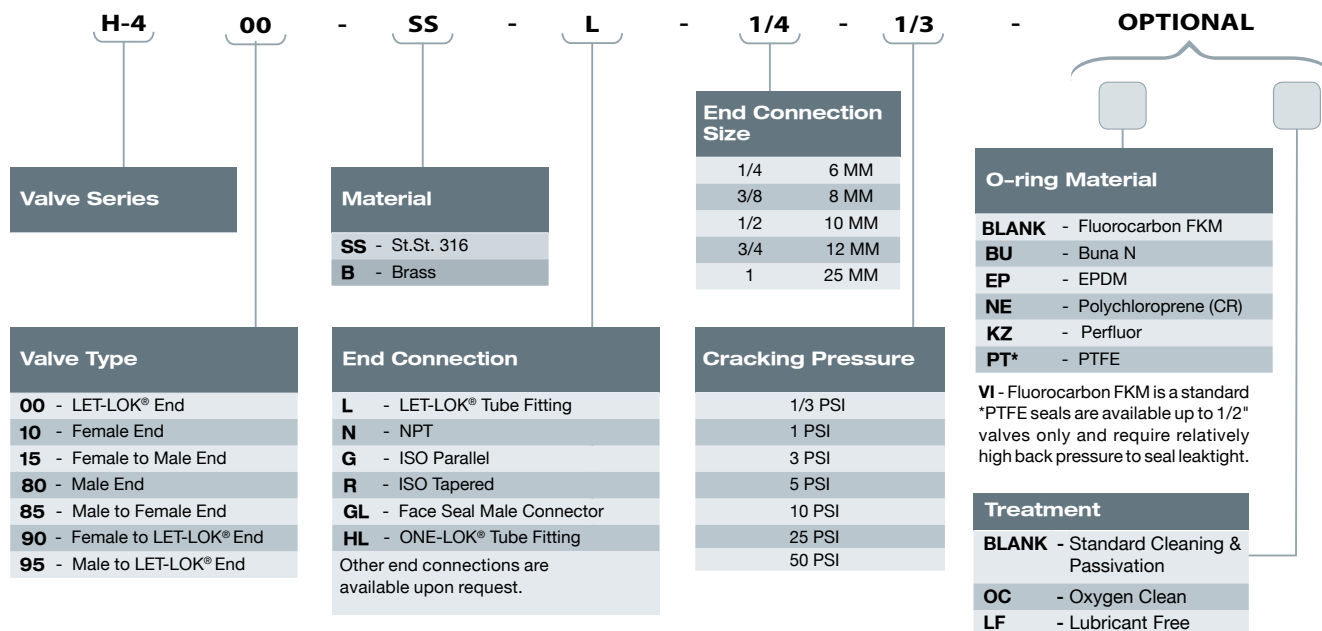 H-4 00 - SS - L - 1/4 - 1/3 - OPTIONAL
Valve Series
Valve Type
00 - LET-LOK® End
10 - Female End
15 - Female to Male End
80 - Male End
85 - Male to Female End
90 - Female to LET-LOK® End
95 - Male to LET-LOK® End
Material
SS - St.St. 316
B - Brass
End Connection
L - LET-LOK® Tube Fitting
N - NPT
G - ISO Parallel
R - ISO Tapered
GL - Face Seal Male Connector
HL - ONE-LOK® Tube Fitting
Other end connections are
available upon request.
End Connection
Size
1/4 6 MM
3/8 8 MM
1/2 10 MM
3/4 12 MM
1 25 MM
Cracking Pressure
1/3 PSI
1 PSI
3 PSI
5 PSI
10 PSI
25 PSI
50 PSI
O-ring Material
BLANK - Fluorocarbon FKM
BU - Buna N
EP - EPDM
NE - Polychloroprene (CR)
KZ - Perfluor
PT* - PTFE
VI - Fluorocarbon FKM is a standard
*PTFE seals are available up to 1/2"
valves only and require relatively
high back pressure to seal leaktight.
Treatment
BLANK - Standard Cleaning &
Passivation
OC - Oxygen Clean
LF - Lubricant Free